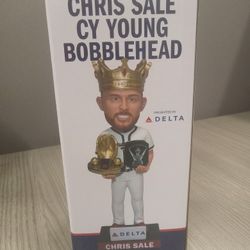 CHRIS SALE
CY YOUNG
BOBBLEHEAD
PRESENTED BY
DELTA
DELTA
CHRIS SALE